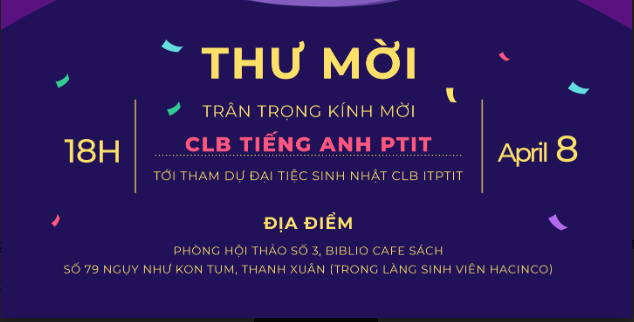 THƯ MỜI
TRÂN TRỌNG KÍNH MỜI
18H
CLB TIẾNG ANH PTIT
April 8
TỚI THAM DỰ ĐẠI TIỆC SINH NHẬT CLB ITPTIT
ĐỊA ĐIỂM
PHÒNG HỘI THẢO SỐ 3, BIBLIO CAFE SÁCH
SỐ 79 NGỤY NHƯ KON TUM, THANH XUÂN (TRONG LÀNG SINH VIÊN HACINCO)